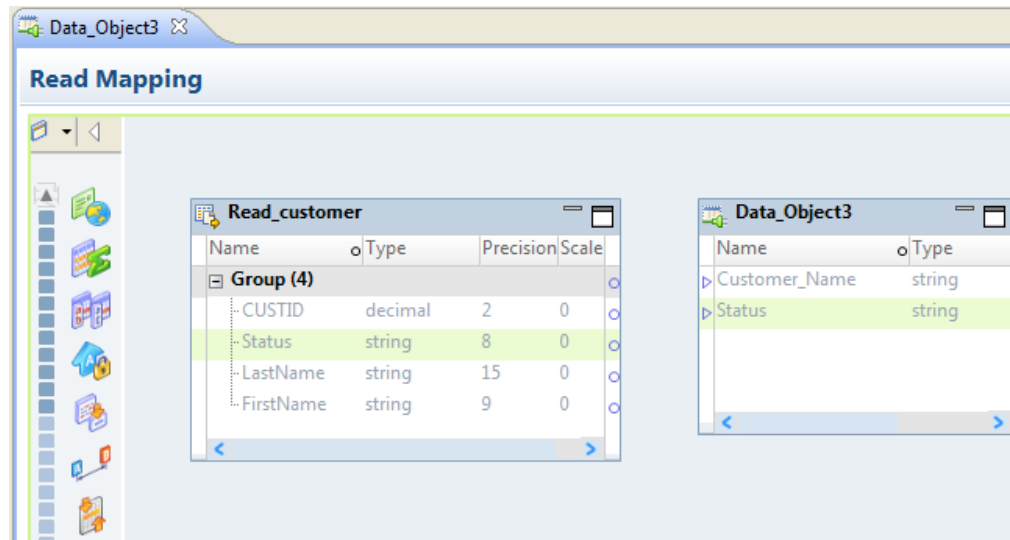 Data_Object3
Read Mapping
Read_customer
Name Type Precision Scale
Group (4)
CUSTID decimal 2 0
Status string 8 0
LastName string 15 0
FirstName string 9 0
Data_Object3
Name Type
Customer_Name string
Status string